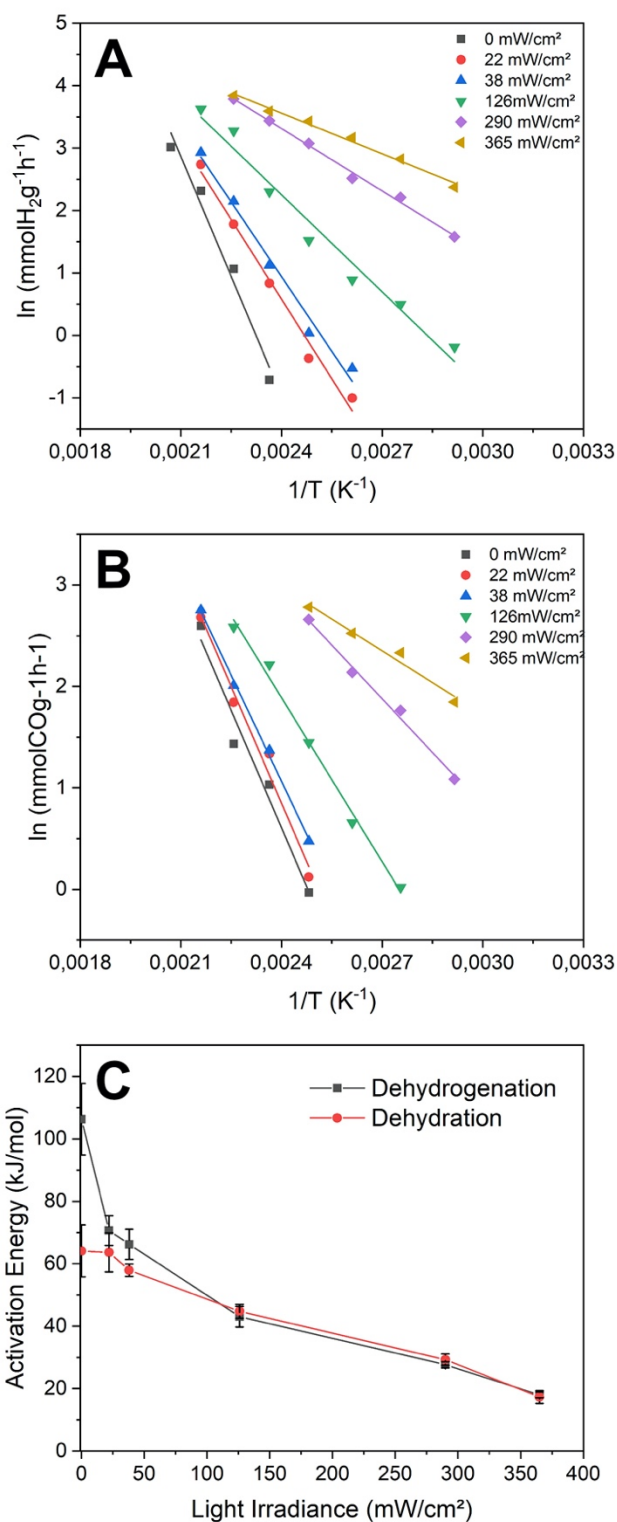 A
0 mW/cm²
22 mW/cm²
38 mW/cm²
126mW/cm²
290 mW/cm²
365 mW/cm²
5
4
3
2
1
0
-1
ln (mmolH₂g⁻¹h⁻¹)
0,0018 0,0021 0,0024 0,0027 0,0030 0,0033
1/T (K⁻¹)
B
0 mW/cm²
22 mW/cm²
38 mW/cm²
126mW/cm²
290 mW/cm²
365 mW/cm²
3
2
1
0
ln (mmolCOg-1h-1)
0,0018 0,0021 0,0024 0,0027 0,0030 0,0033
1/T (K⁻¹)
C
Dehydrogenation
Dehydration
120
100
80
60
40
20
0
Activation Energy (kJ/mol)
0 50 100 150 200 250 300 350 400
Light Irradiance (mW/cm²)